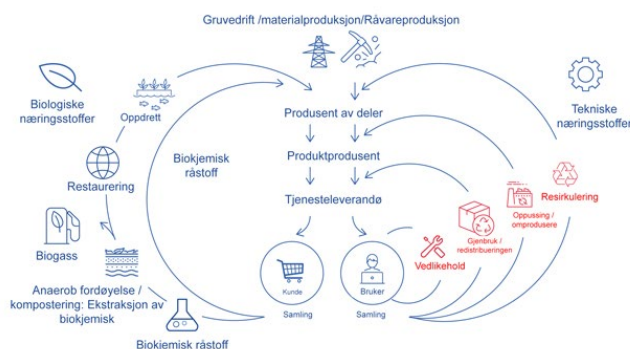 Gruvedrift /materialproduksjon/Råvareproduksjon
Biologiske
næringsstoffer
Oppdrett
Produsent av deler
Tekniske
næringsstoffer
Biokjemisk
råstoff
Produktprodusent
Restaurering
Resirkulering
Oppussing /
omprodusere
Tjenesteleverandø
Gjenbruk /
redistribueringen
Biogass
Vedlikehold
Kunde
Bruker
Anaerob fordøyelse /
kompostering: Ekstraksjon av
biokjemisk
Samling
Samling
Biokjemisk råstoff